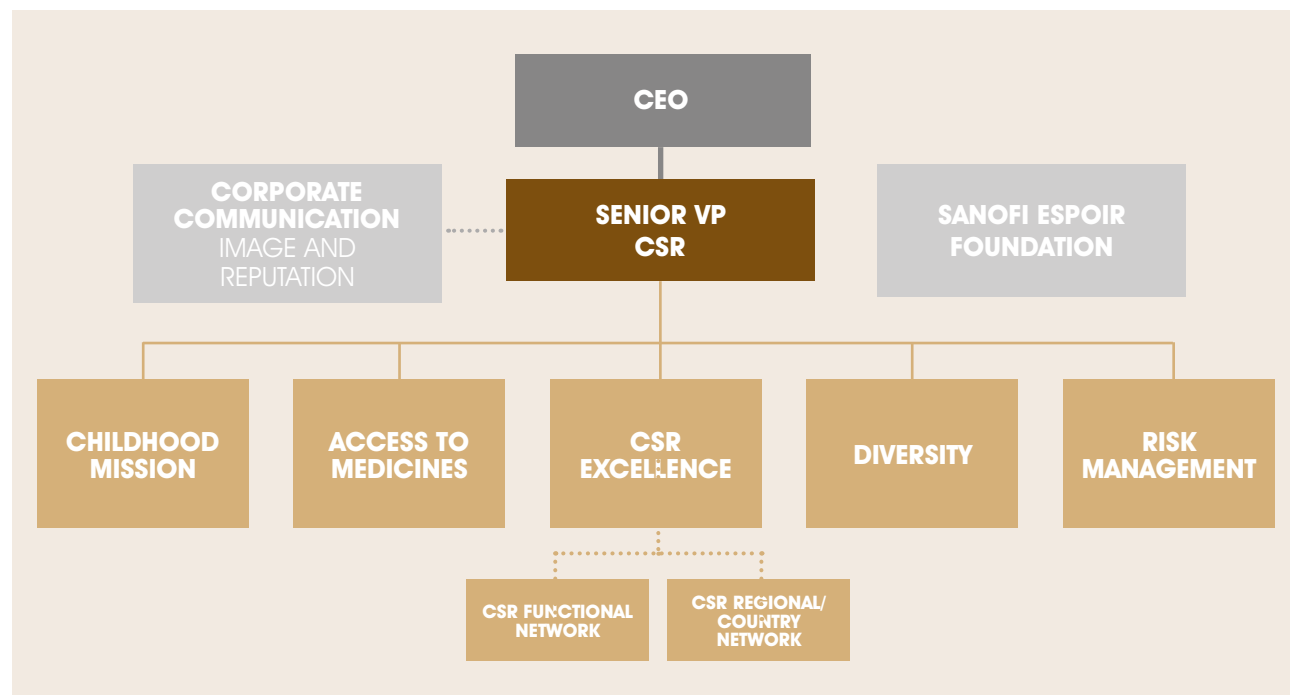 CEO
CORPORATE
COMMUNICATION
IMAGE AND
REPUTATION
SENIOR VP
CSR
SANOFI ESPOIR
FOUNDATION
CHILDHOOD
MISSION
ACCESS TO
MEDICINES
CSR
EXCELLENCE
DIVERSITY
RISK
MANAGEMENT
CSR FUNCTIONAL
NETWORK
CSR REGIONAL/
COUNTRY
NETWORK